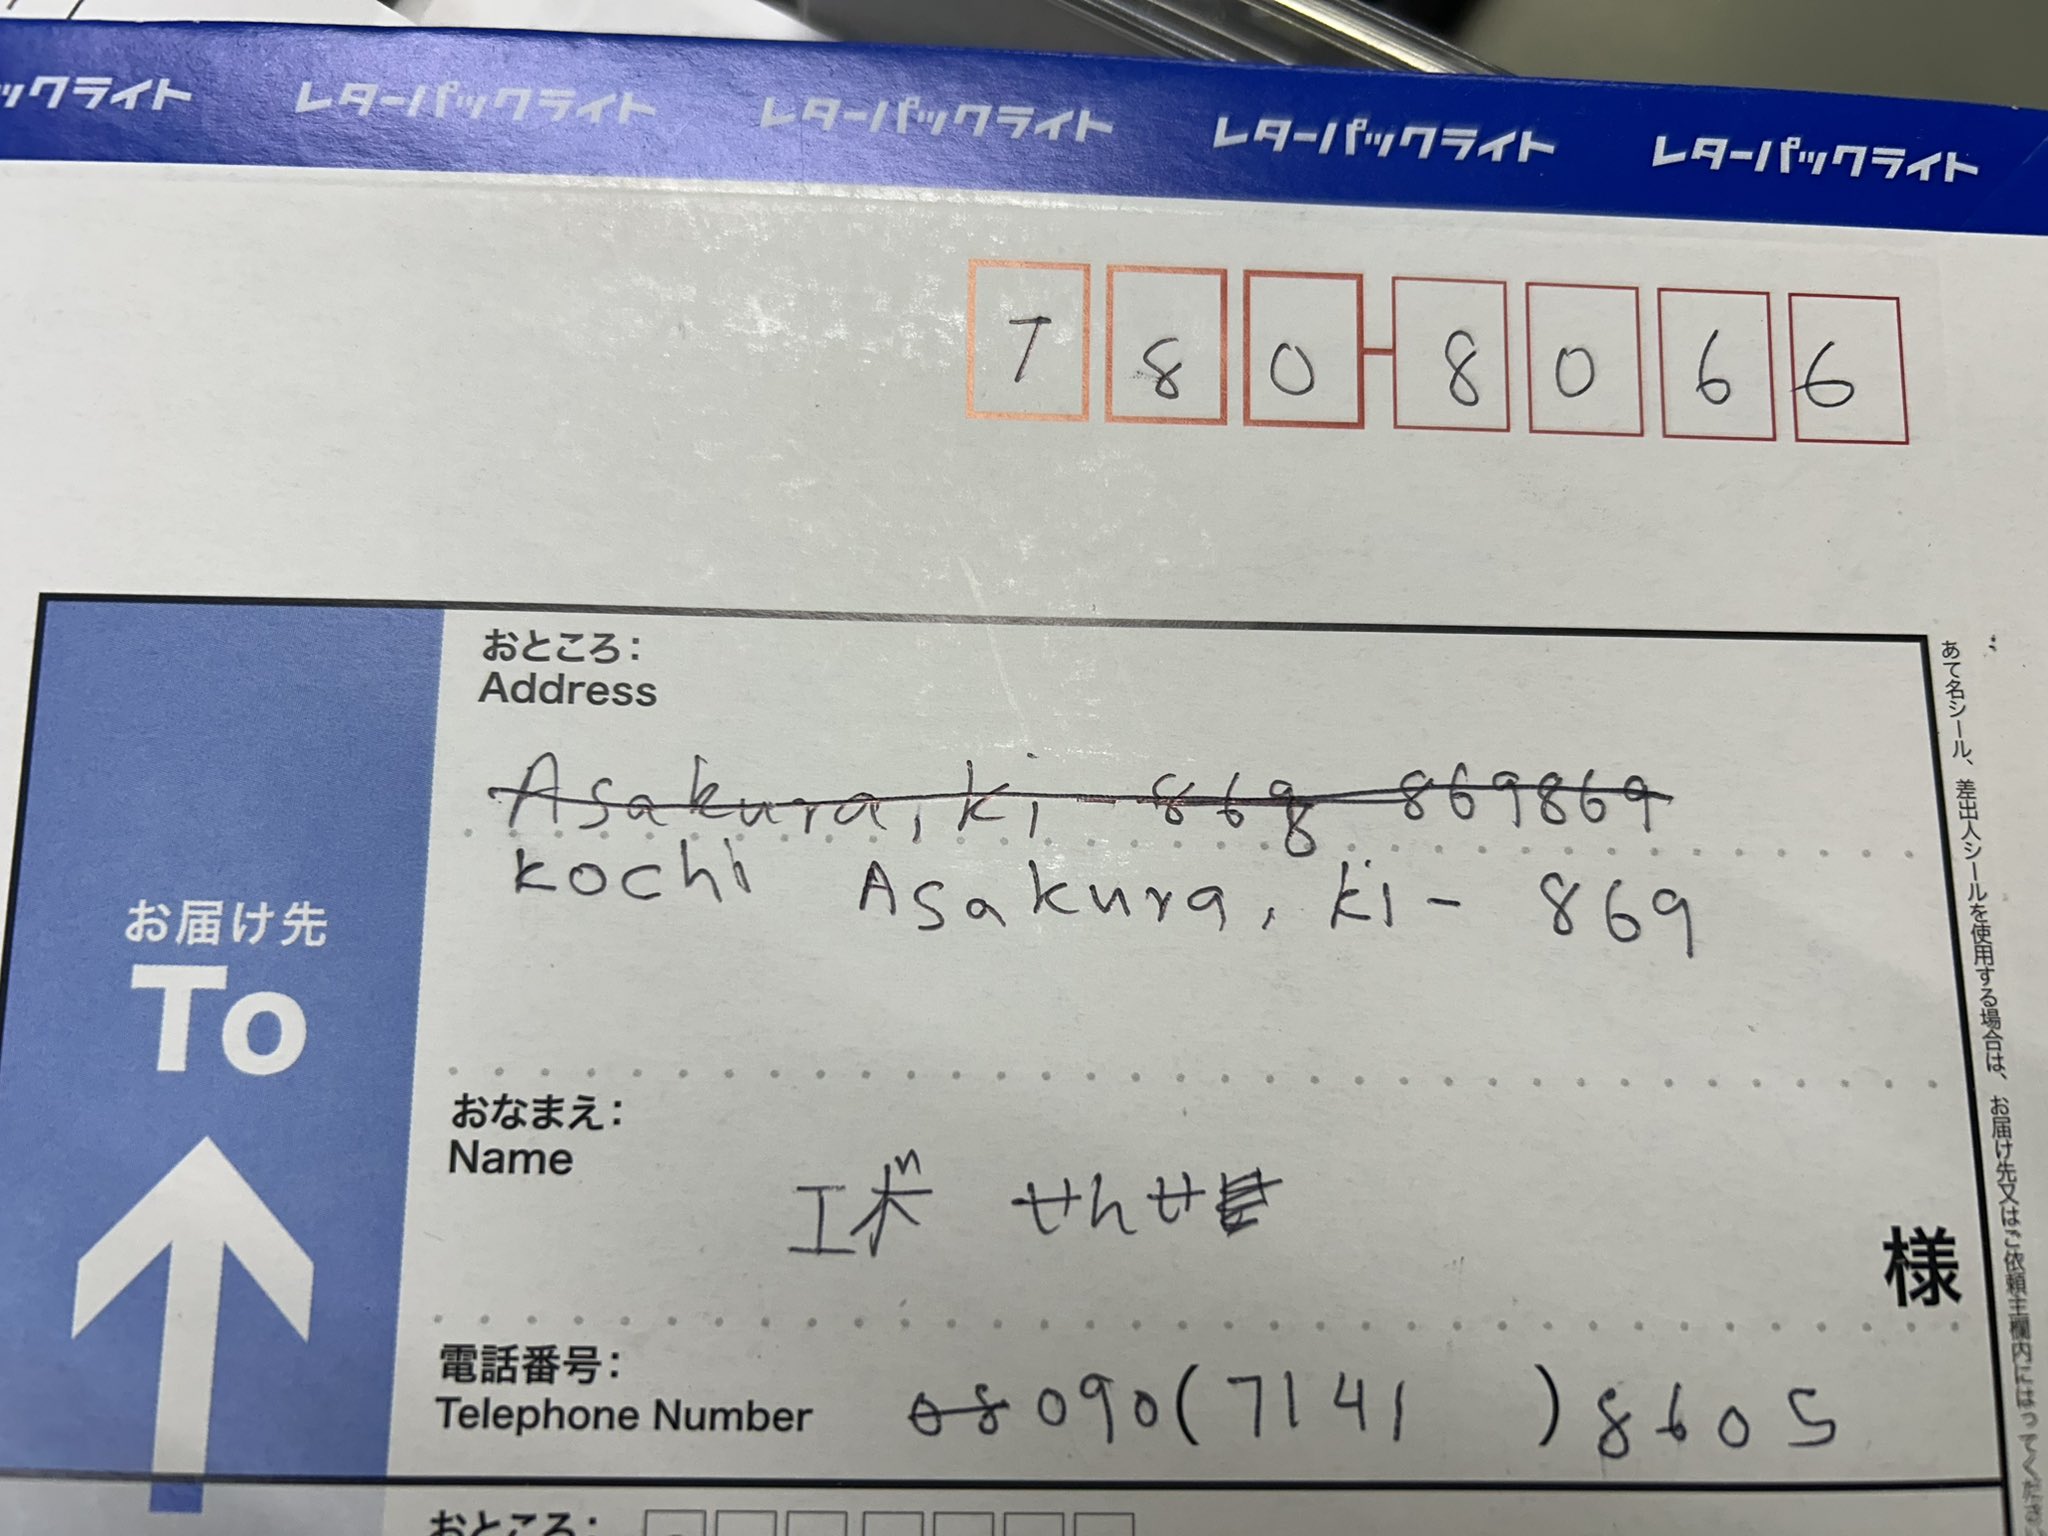 ックライト レターパックライト レターパックライト レターパックライト レターパックライト
780-8066
おところ:
Address
Asakura, ki - 868 869869
kochi Asakura, ki - 869
お届け先
To
おなまえ:
Name
せんせ
様
電話番号:
Telephone Number 08 090(7141)8605
おところ:
あて名シール、差出人シールを使用する場合は、お届け先又はご依頼主欄内にはってくださ